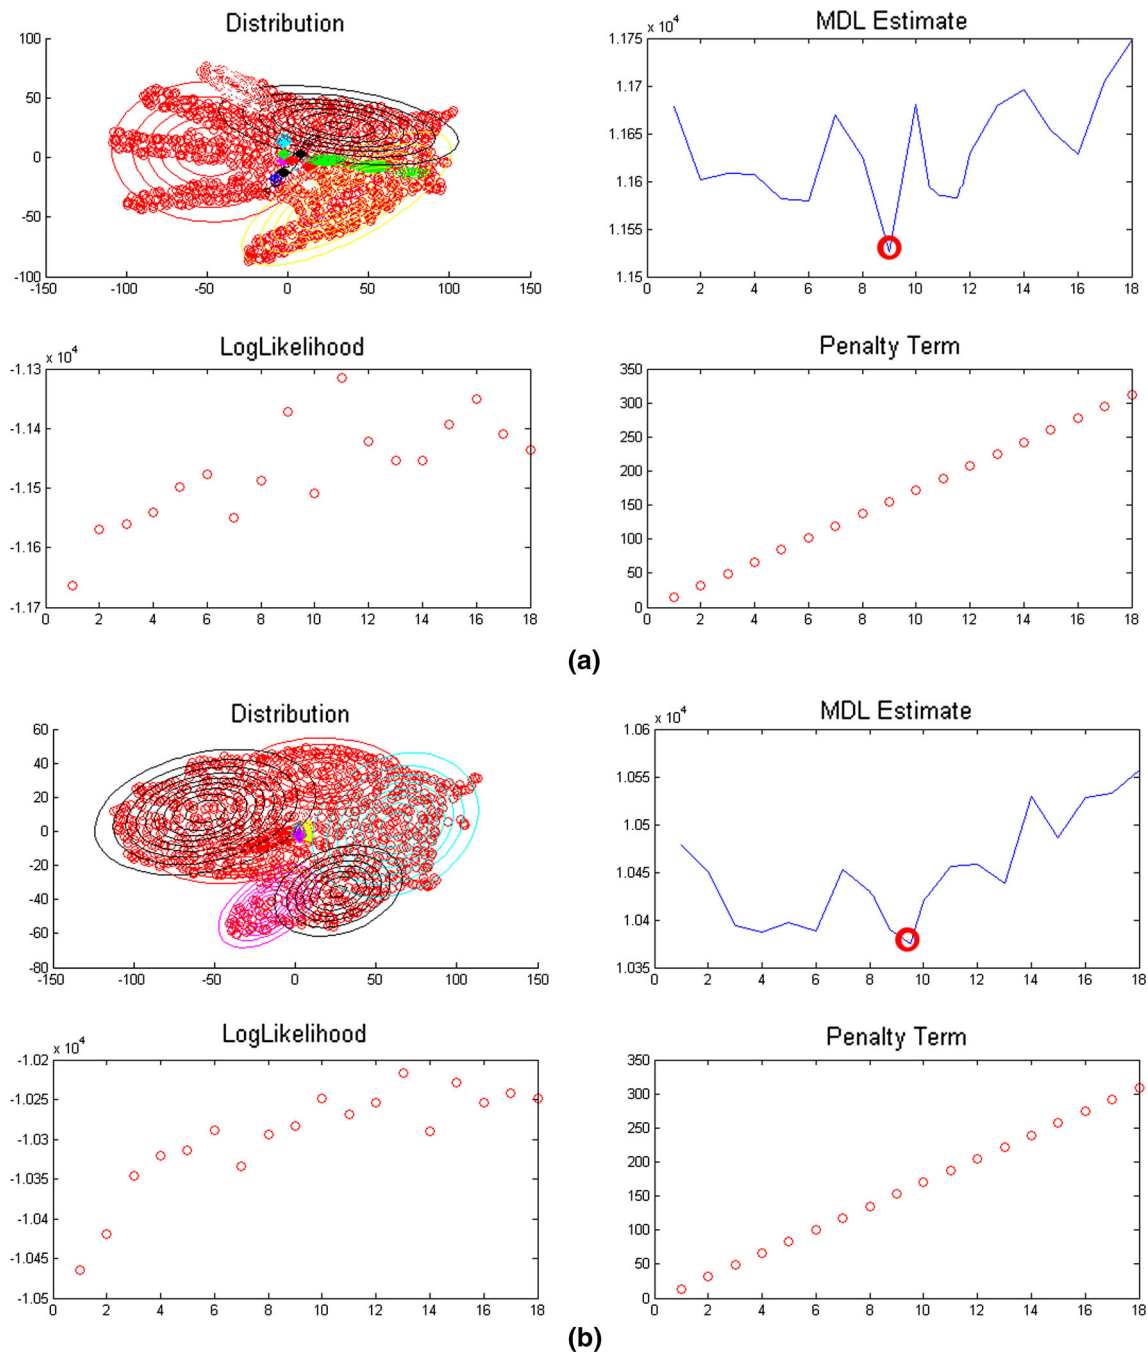 Distribution
100
50
0
-50
-100
-150 -100 -50 0 50 100 150
MDL Estimate
x 10⁴
1.175
1.17
1.165
1.16
1.155
1.15
0 2 4 6 8 10 12 14 16 18
LogLikelihood
x 10⁴
-1.13
-1.14
-1.15
-1.16
-1.17
0 2 4 6 8 10 12 14 16 18
Penalty Term
350
300
250
200
150
100
50
0
0 2 4 6 8 10 12 14 16 18
(a)
Distribution
60
40
20
0
-20
-40
-60
-80
-150 -100 -50 0 50 100 150
MDL Estimate
x 10⁴
1.06
1.055
1.05
1.045
1.04
1.035
0 2 4 6 8 10 12 14 16 18
LogLikelihood
x 10⁴
-1.02
-1.025
-1.03
-1.035
-1.04
-1.045
-1.05
0 2 4 6 8 10 12 14 16 18
Penalty Term
350
300
250
200
150
100
50
0
0 2 4 6 8 10 12 14 16 18
(b)